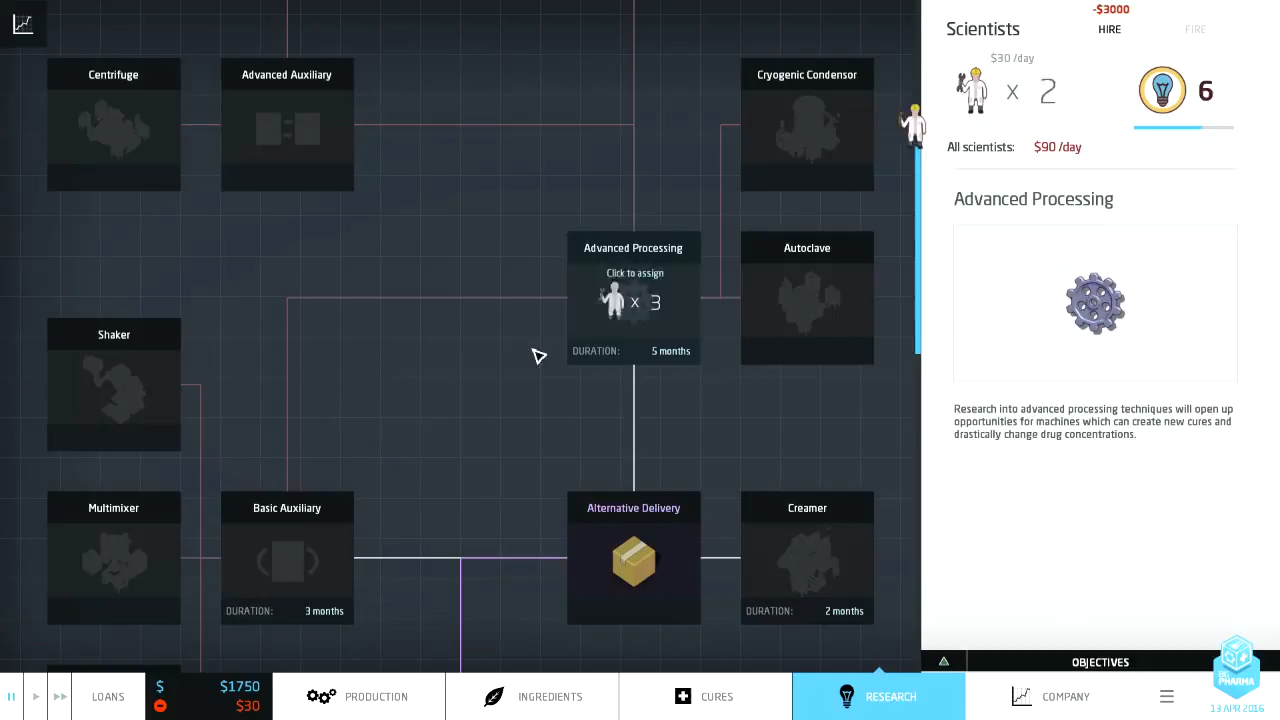 Centrifuge
Advanced Auxiliary
Cryogenic Condensor
Advanced Processing
Click to assign
x 3
DURATION: 5 months
Autoclave
Shaker
Multimixer
Basic Auxiliary
DURATION: 3 months
Alternative Delivery
Creamer
DURATION: 2 months
-$3000
Scientists
HIRE
FIRE
$30 /day
x 2
6
All scientists: $90 /day
Advanced Processing
Research into advanced processing techniques will open up
opportunities for machines which can create new cures and
drastically change drug concentrations.
OBJECTIVES
LOANS
$ $1750
$30
PRODUCTION
INGREDIENTS
CURES
RESEARCH
COMPANY
BIG
PHARMA
13 APR 2016